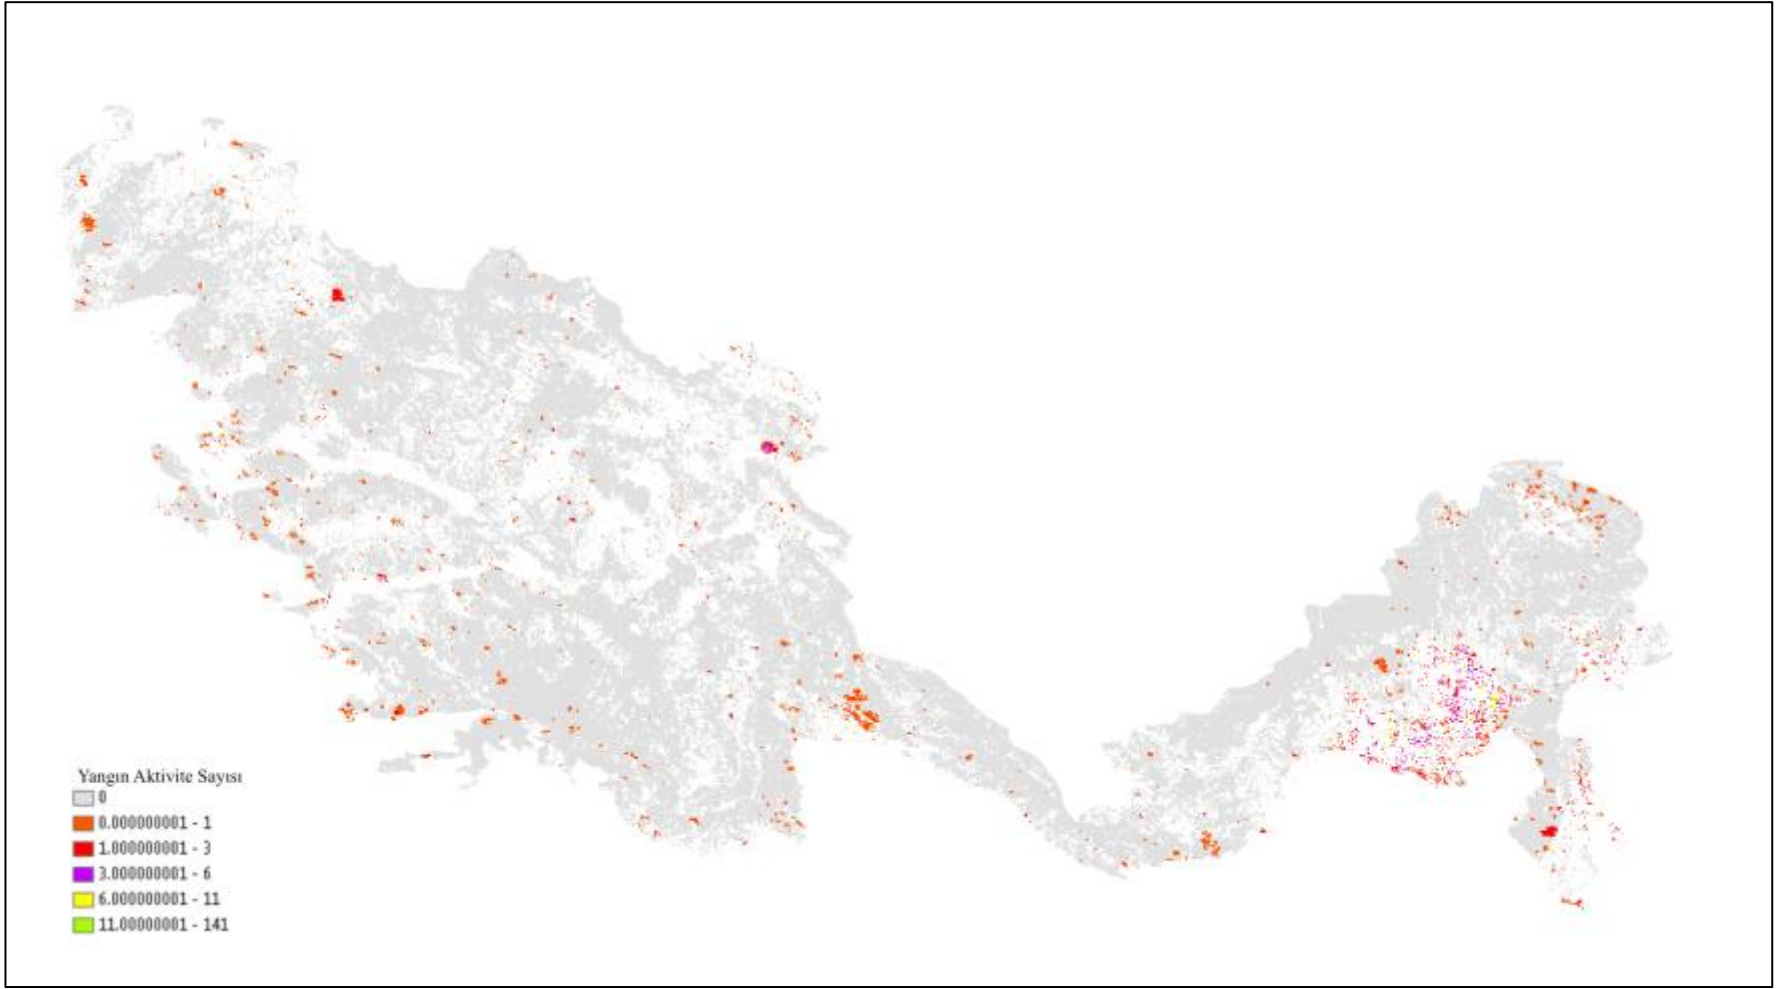 Yangın Aktivite Sayısı
0
0.000000001 - 1
1.000000001 - 3
3.000000001 - 6
6.000000001 - 11
11.00000001 - 141